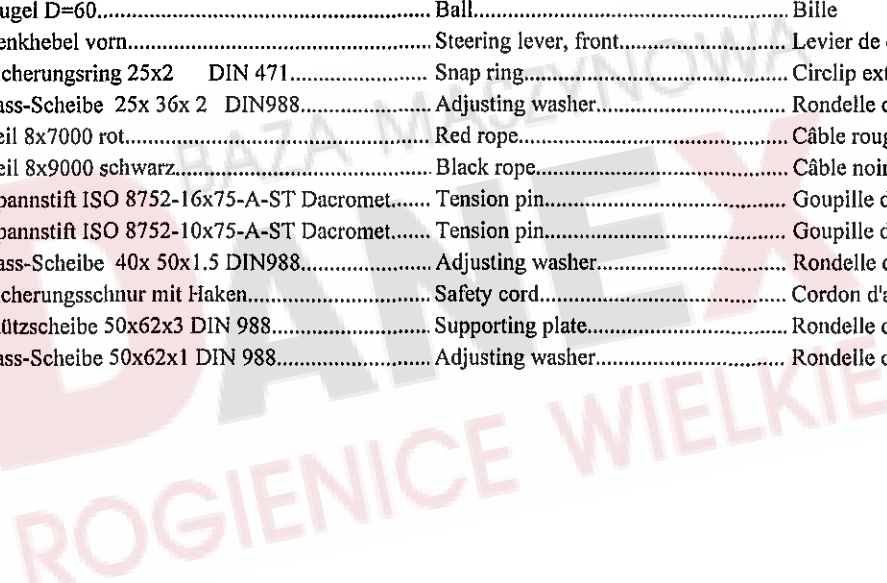 ugel D=60........................................................ Ball.................................................... Bille
enkhebel vorn.................................................. Steering lever, front........................... Levier de
cherungsring 25x2 DIN 471....................... Snap ring........................................... Circlip ext
ass-Scheibe 25x 36x 2 DIN988..................... Adjusting washer............................... Rondelle d
eil 8x7000 rot.................................................. Red rope............................................ Câble roug
eil 8x9000 schwarz.......................................... Black rope......................................... Câble noir
pannstift ISO 8752-16x75-A-ST Dacromet...... Tension pin........................................ Goupille d
pannstift ISO 8752-10x75-A-ST Dacromet...... Tension pin........................................ Goupille d
ass-Scheibe 40x 50x1.5 DIN988..................... Adjusting washer............................... Rondelle d
cherungsschnur mit Haken.............................. Safety cord......................................... Cordon d'a
ützscheibe 50x62x3 DIN 988.......................... Supporting plate................................. Rondelle d
ass-Scheibe 50x62x1 DIN 988......................... Adjusting washer............................... Rondelle d
BAZA MASZYNOWA
DANEX
ROGIENICE WIELKIE